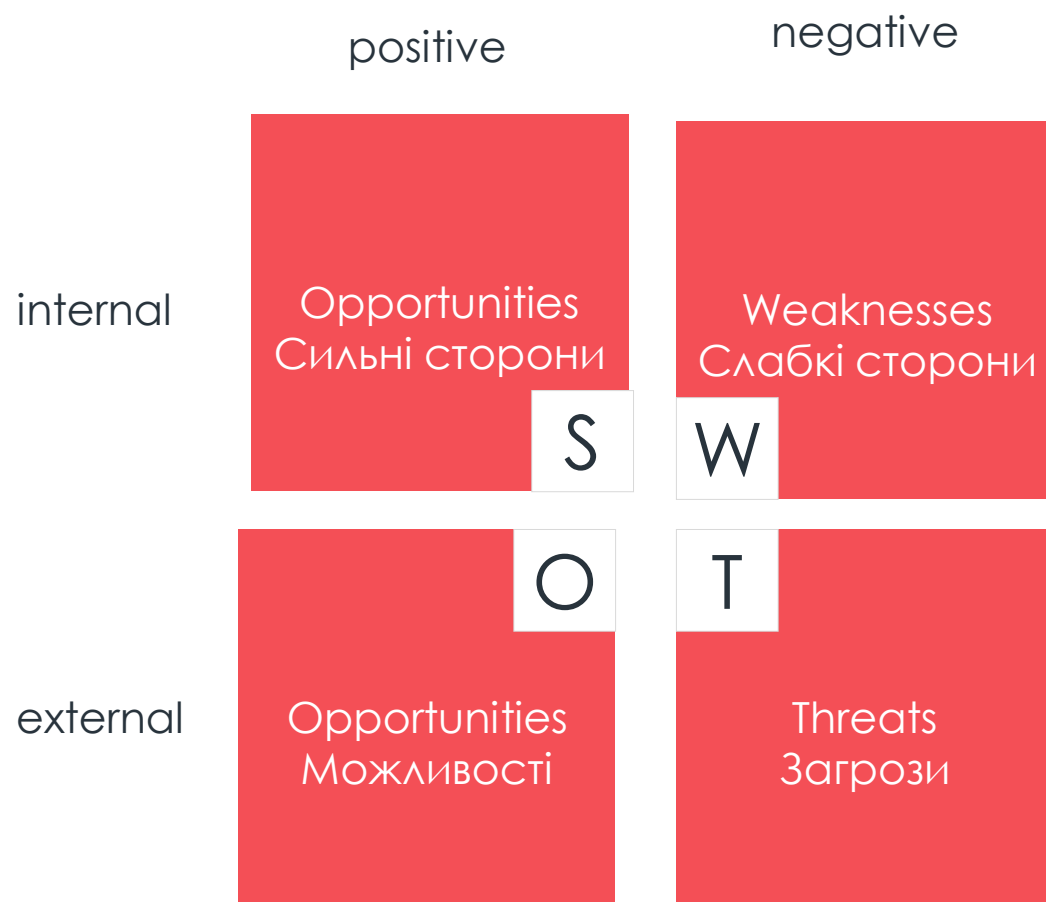 positive
negative
internal
Opportunities
Сильні сторони
S
Weaknesses
Слабкі сторони
W
external
O
Opportunities
Можливості
T
Threats
Загрози